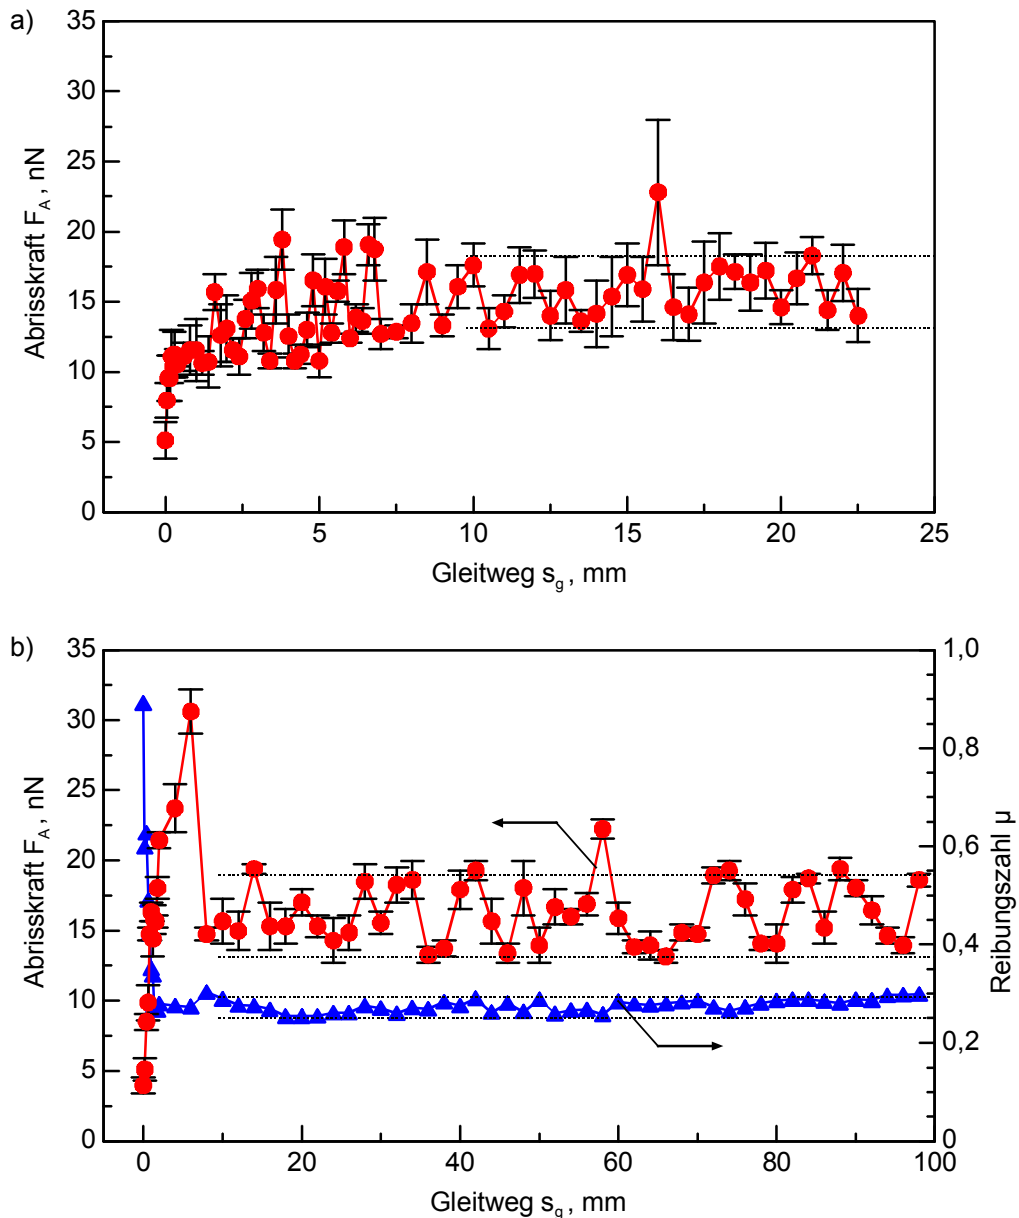 a)
35
30
25
20
15
10
5
0
Abrisskraft F_A , nN
0 5 10 15 20 25
Gleitweg s_g , mm
b)
35
30
25
20
15
10
5
0
Abrisskraft F_A , nN
1,0
0,8
0,6
0,4
0,2
0
Reibungszahl µ
0 20 40 60 80 100
Gleitweg s_g , mm